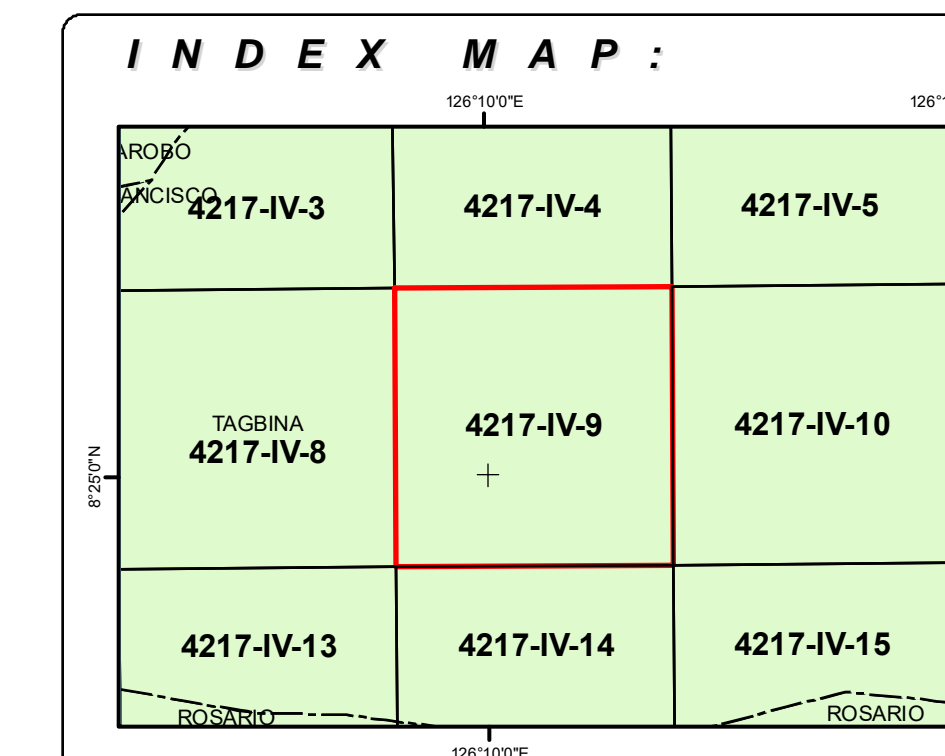 INDEX MAP:
126°10'0"E
126°1
AROBO
ANCISCO
4217-IV-3
4217-IV-4
4217-IV-5
TAGBINA
4217-IV-8
4217-IV-9
4217-IV-10
8°25'0"N
4217-IV-13
4217-IV-14
4217-IV-15
ROSARIO
ROSARIO
126°10'0"E